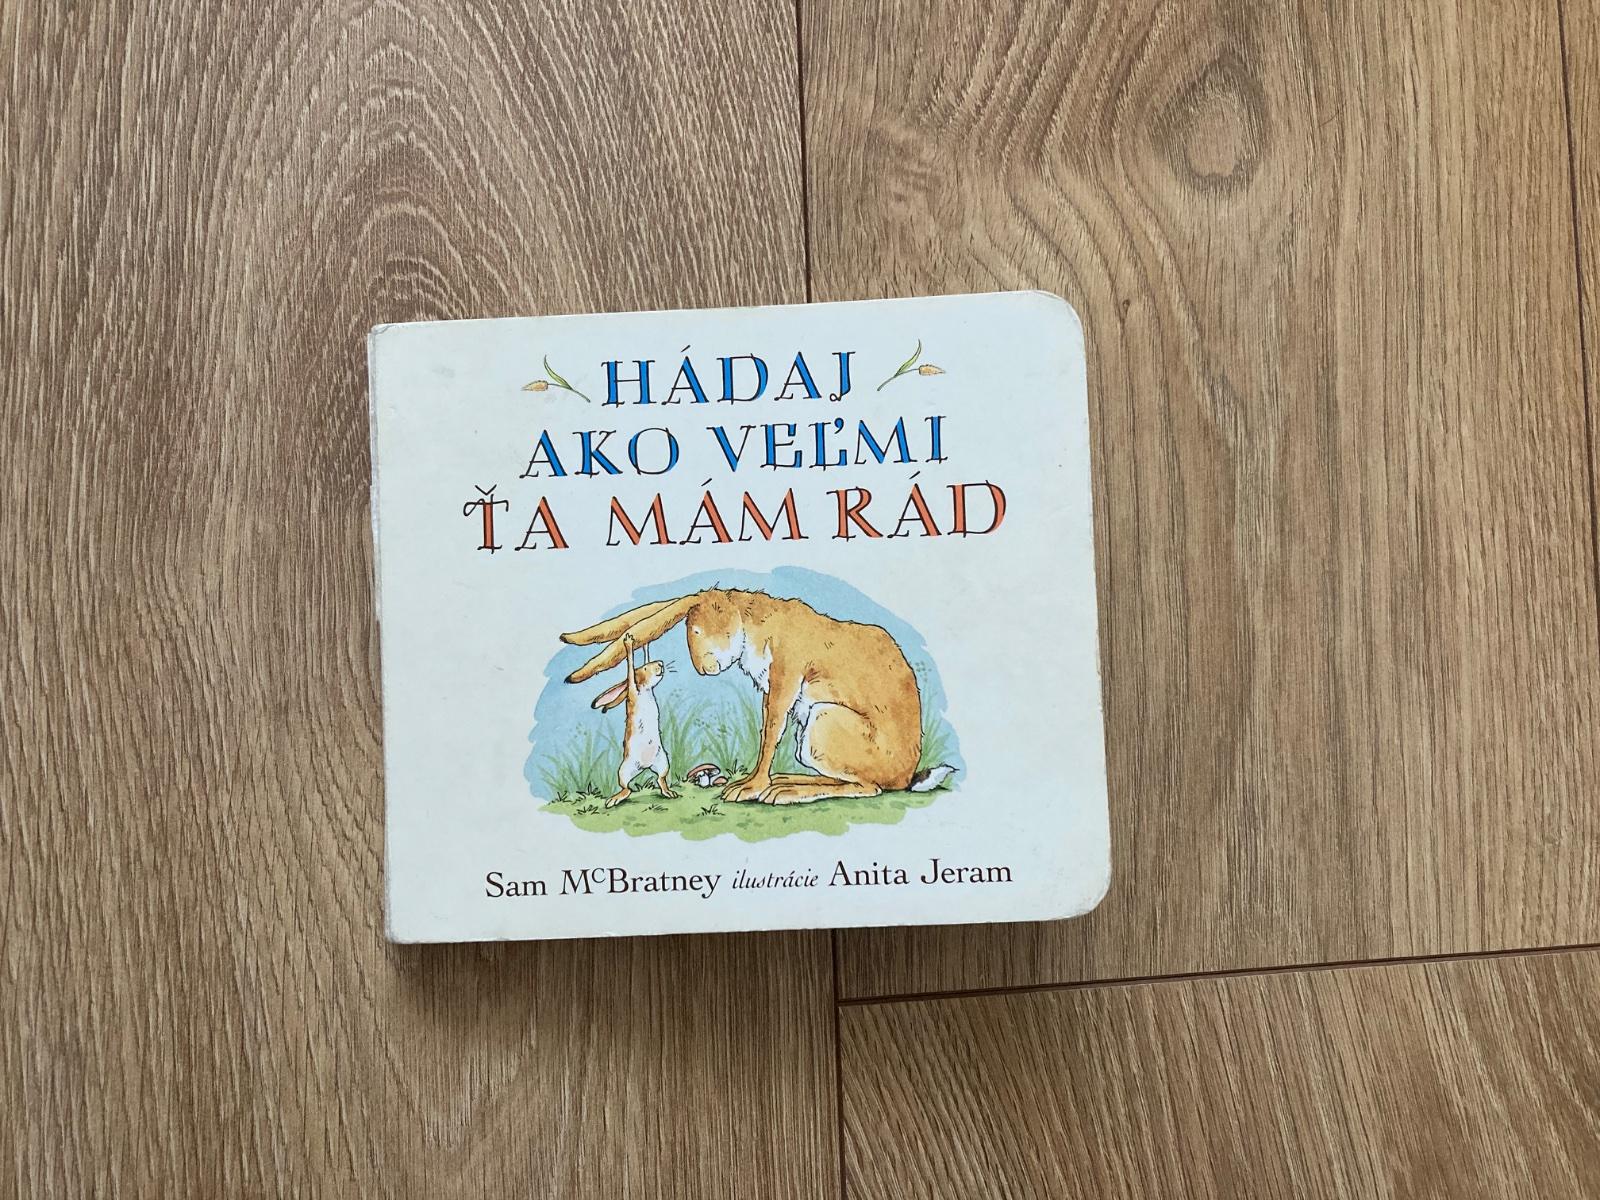 HÁDAJ
AKO VEĽMI
ŤA MÁM RÁD
Sam McBratney ilustrácie Anita Jeram